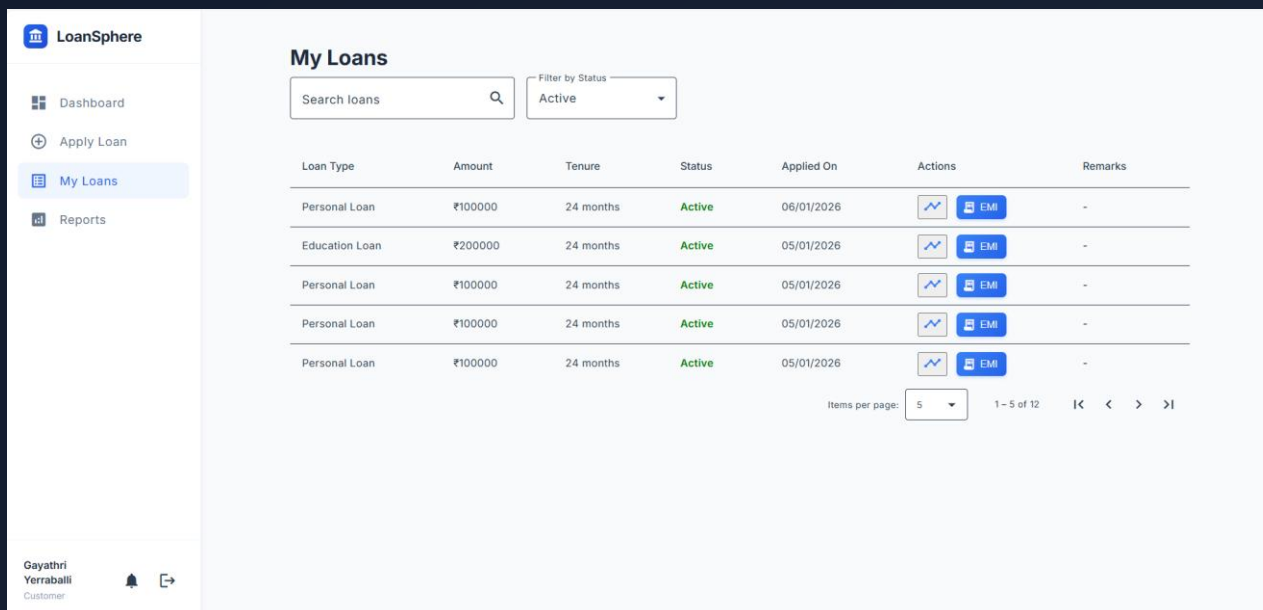 LoanSphere
Dashboard
Apply Loan
My Loans
Reports
Gayathri
Yerraballi
Customer
My Loans
Search loans
Filter by Status
Active
Loan Type Amount Tenure Status Applied On Actions Remarks
Personal Loan ₹100000 24 months Active 06/01/2026 EMI -
Education Loan ₹200000 24 months Active 05/01/2026 EMI -
Personal Loan ₹100000 24 months Active 05/01/2026 EMI -
Personal Loan ₹100000 24 months Active 05/01/2026 EMI -
Personal Loan ₹100000 24 months Active 05/01/2026 EMI -
Items per page: 5 1 – 5 of 12